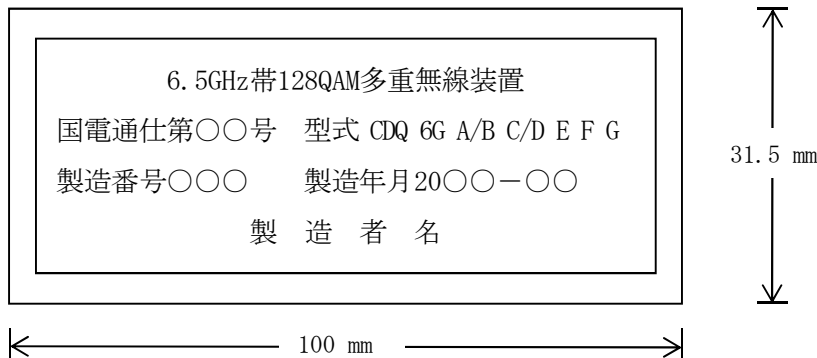 6.5GHz帯128QAM多重無線装置
国電通仕第○○号　型式 CDQ 6G A/B C/D E F G
製造番号○○○　製造年月20○○－○○
製　造　者　名
31.5 mm
100 mm